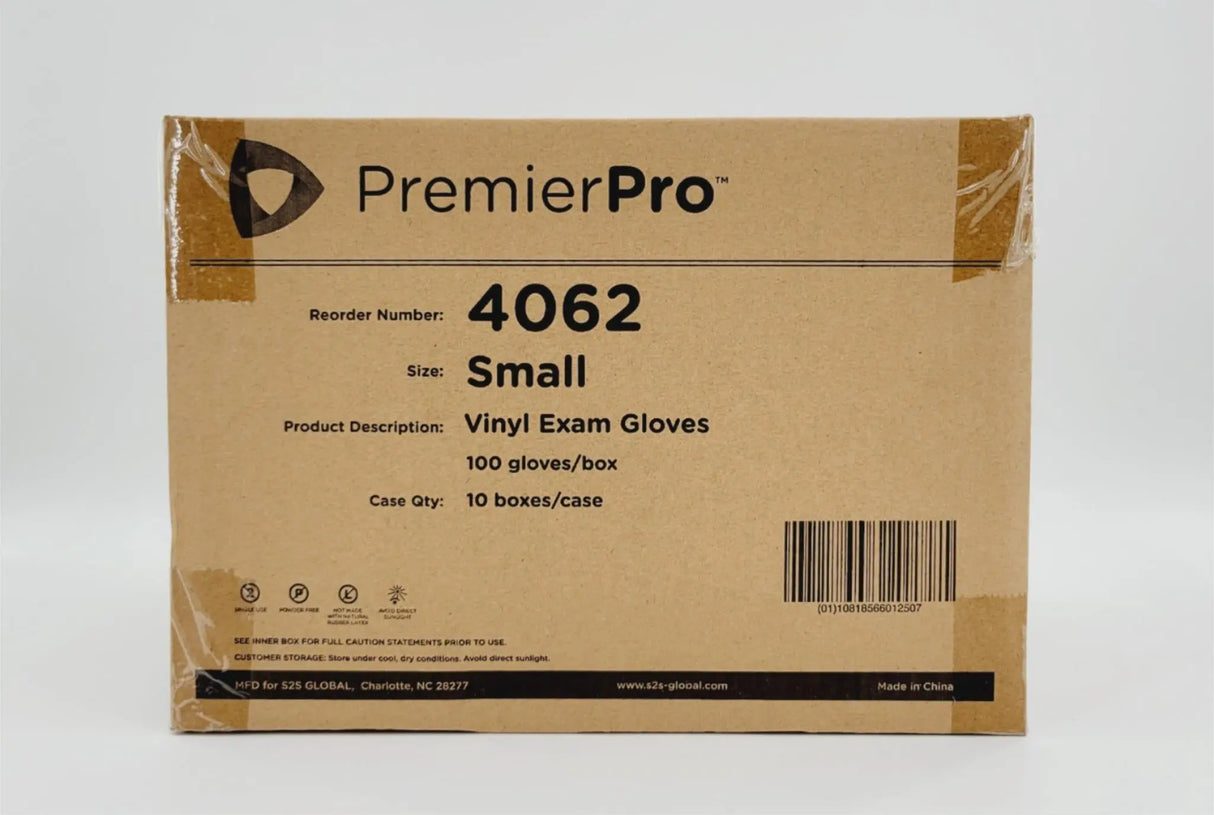 PremierPro™
Reorder Number: 4062
Size: Small
Product Description: Vinyl Exam Gloves
100 gloves/box
Case Qty: 10 boxes/case
(01)10818566012507
SINGLE USE
POWDER FREE
NOT MADE
WITH NATURAL
RUBBER LATEX
AVOID DIRECT
SUNLIGHT
SEE INNER BOX FOR FULL CAUTION STATEMENTS PRIOR TO USE.
CUSTOMER STORAGE: Store under cool, dry conditions. Avoid direct sunlight.
MFD for S2S GLOBAL, Charlotte, NC 28277 www.s2s-global.com Made in China